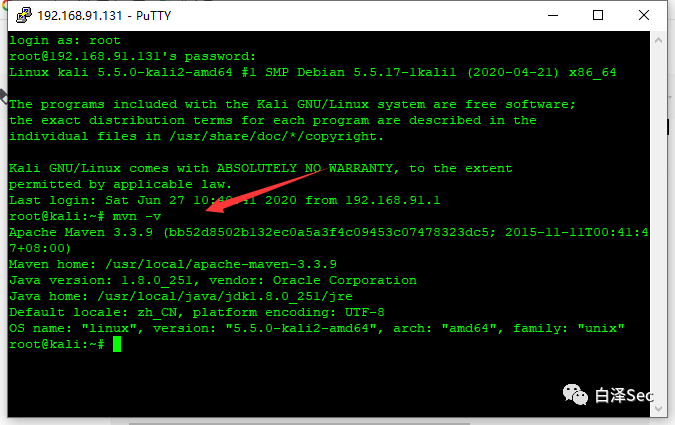 192.168.91.131 - PuTTY
login as: root
root@192.168.91.131's password:
Linux kali 5.5.0-kali2-amd64 #1 SMP Debian 5.5.17-1kali1 (2020-04-21) x86_64
The programs included with the Kali GNU/Linux system are free software;
the exact distribution terms for each program are described in the
individual files in /usr/share/doc/*/copyright.
Kali GNU/Linux comes with ABSOLUTELY NO WARRANTY, to the extent
permitted by applicable law.
Last login: Sat Jun 27 2020 from 192.168.91.1
root@kali:~# mvn -v
Apache Maven 3.3.9 (bb52d8502b132ec0a5a3f4c09453c07478323dc5; 2015-11-11T00:41:4
7+08:00)
Maven home: /usr/local/apache-maven-3.3.9
Java version: 1.8.0_251, vendor: Oracle Corporation
Java home: /usr/local/java/jdk1.8.0_251/jre
Default locale: zh_CN, platform encoding: UTF-8
OS name: "linux", version: "5.5.0-kali2-amd64", arch: "amd64", family: "unix"
root@kali:~#
白泽Sec